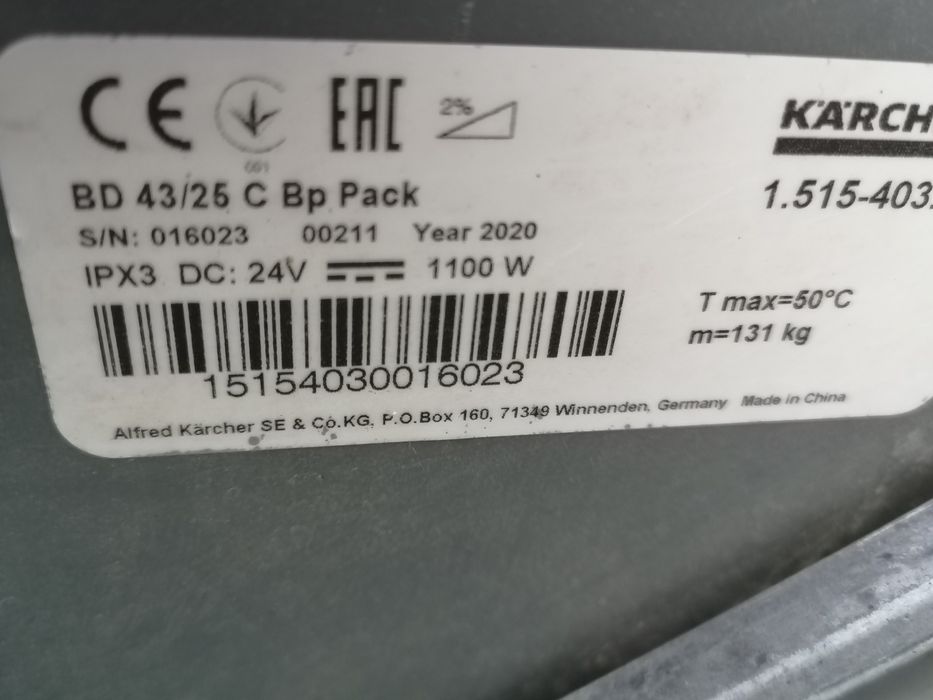 CE EAC 2%
KÄRCH
001
BD 43/25 C Bp Pack
1.515-403.
S/N: 016023 00211 Year 2020
IPX3 DC: 24V 1100 W
T max=50°C
m=131 kg
15154030016023
Alfred Kärcher SE & Co.KG, P.O.Box 160, 71349 Winnenden, Germany Made in China